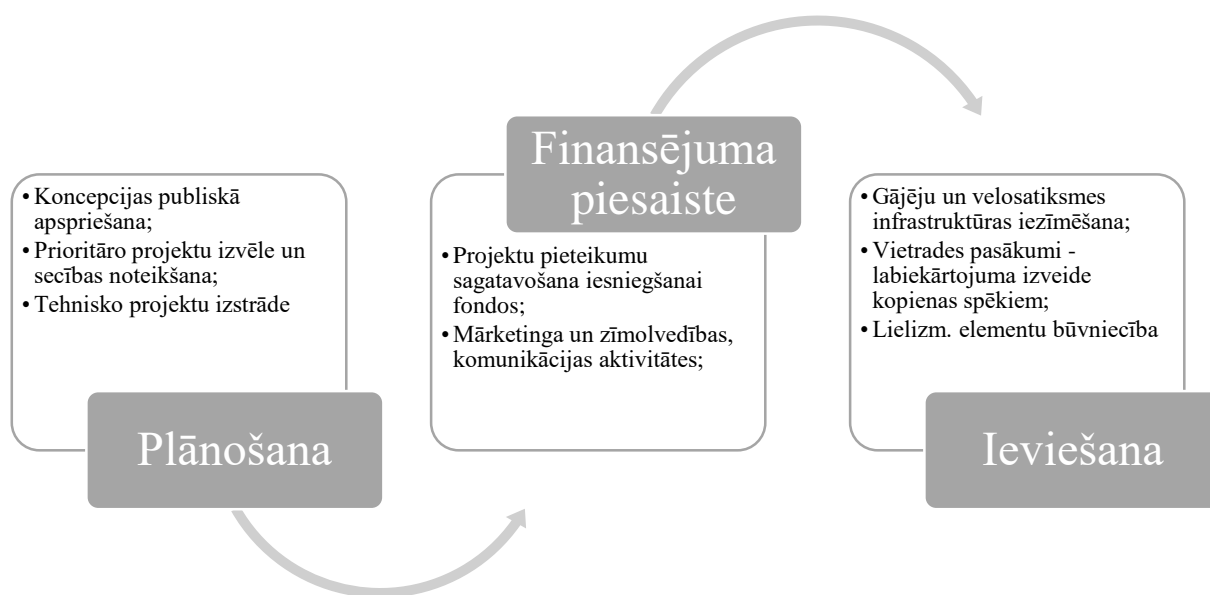 • Koncepcijas publiskā
apspriešana;
• Prioritāro projektu izvēle un
secības noteikšana;
• Tehnisko projektu izstrāde
Plānošana
Finansējuma
piesaiste
• Projektu pieteikumu
sagatavošana iesniegšanai
fondos;
• Mārketinga un zīmolvedības,
komunikācijas aktivitātes;
• Gājēju un velosatiksmes
infrastruktūras iezīmēšana;
• Vietrades pasākumi -
labiekārtojuma izveide
kopienas spēkiem;
• Lielizm. elementu būvniecība
Ieviešana